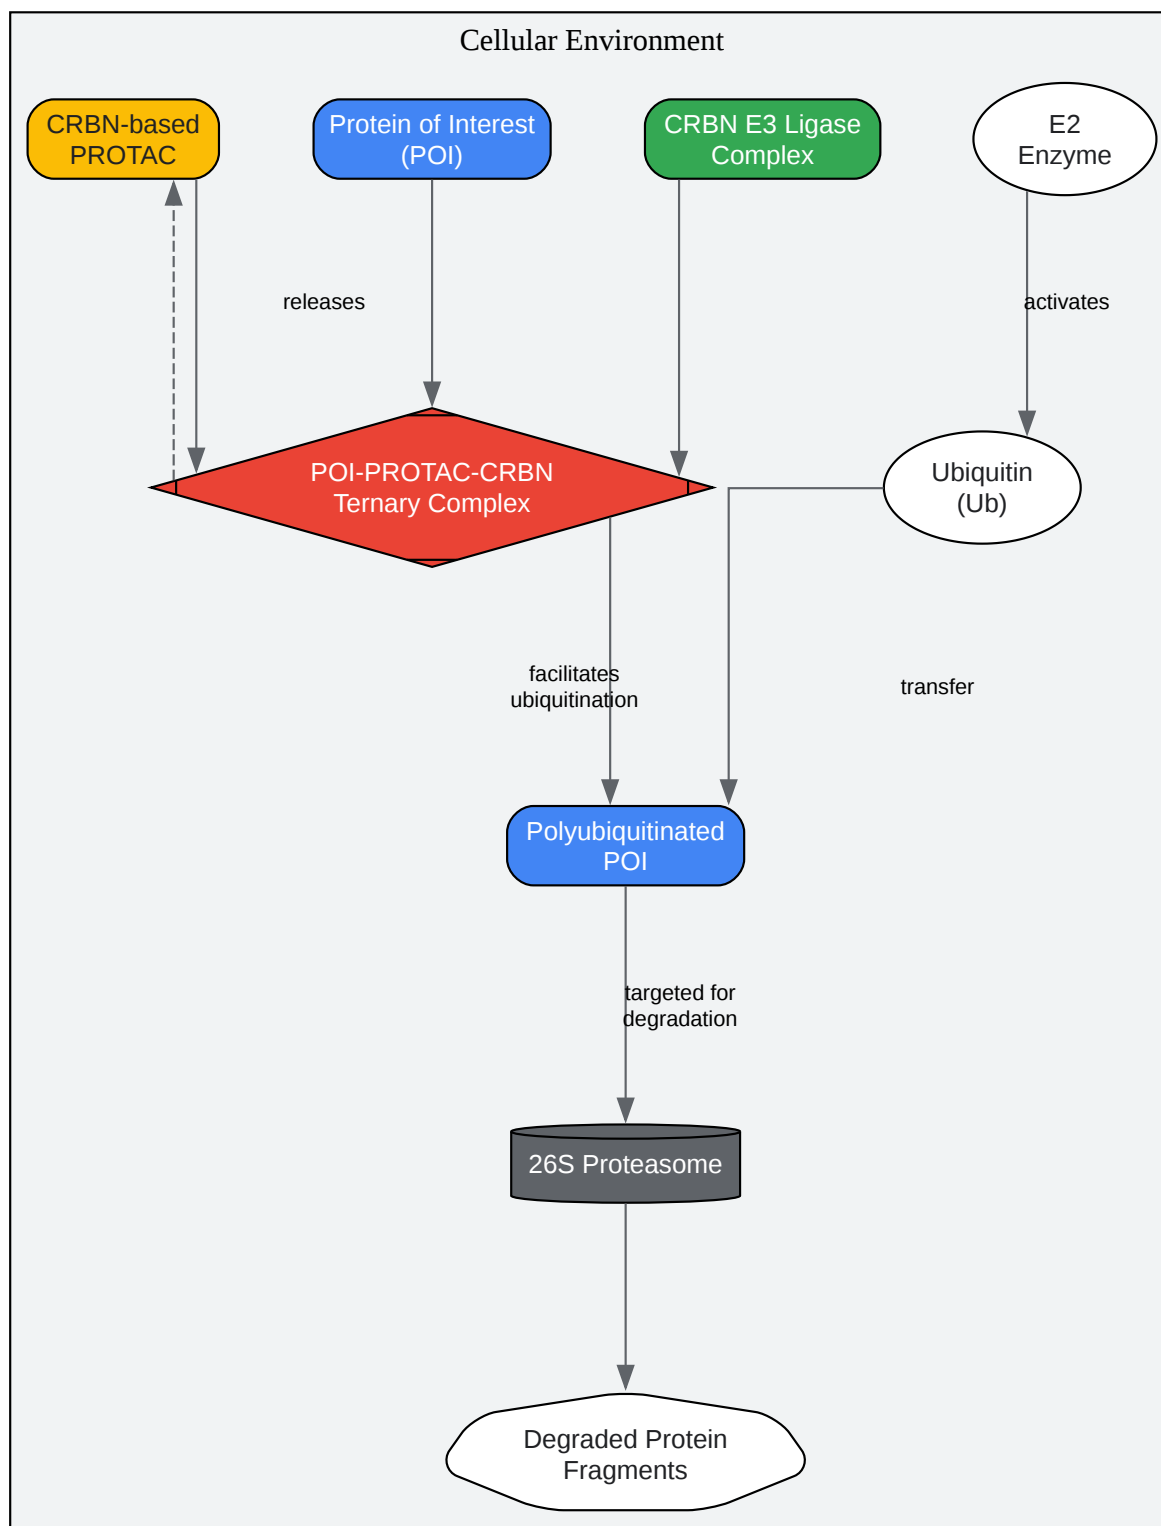 Cellular Environment
CRBN-based
PROTAC
Protein of Interest
(POI)
CRBN E3 Ligase
Complex
E2
Enzyme
releases
activates
POI-PROTAC-CRBN
Ternary Complex
Ubiquitin
(Ub)
facilitates
ubiquitination
transfer
Polyubiquitinated
POI
targeted for
degradation
26S Proteasome
Degraded Protein
Fragments